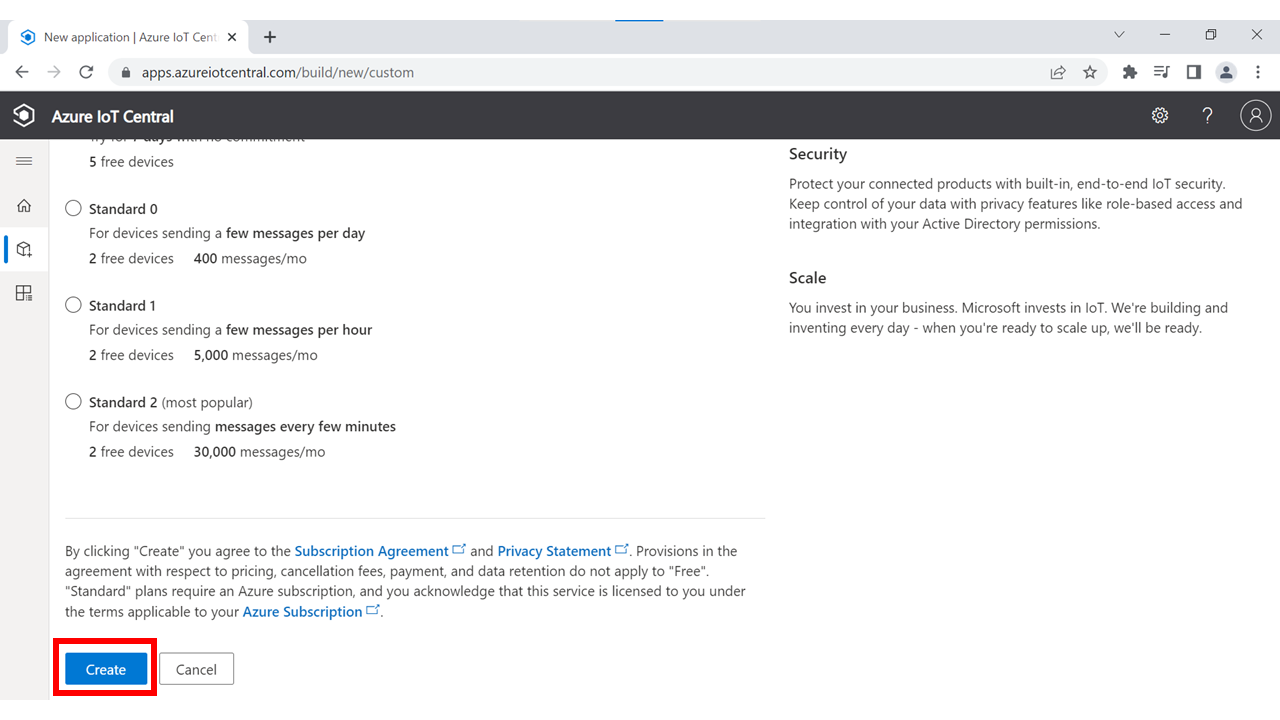 New application | Azure IoT Cent
apps.azureiotcentral.com/build/new/custom
Azure IoT Central
Try for 7 days with no commitment
5 free devices
Standard 0
For devices sending a few messages per day
2 free devices 400 messages/mo
Standard 1
For devices sending a few messages per hour
2 free devices 5,000 messages/mo
Standard 2 (most popular)
For devices sending messages every few minutes
2 free devices 30,000 messages/mo
By clicking "Create" you agree to the Subscription Agreement and Privacy Statement. Provisions in the
agreement with respect to pricing, cancellation fees, payment, and data retention do not apply to "Free".
"Standard" plans require an Azure subscription, and you acknowledge that this service is licensed to you under
the terms applicable to your Azure Subscription.
Create Cancel
Security
Protect your connected products with built-in, end-to-end IoT security.
Keep control of your data with privacy features like role-based access and
integration with your Active Directory permissions.
Scale
You invest in your business. Microsoft invests in IoT. We're building and
inventing every day - when you're ready to scale up, we'll be ready.